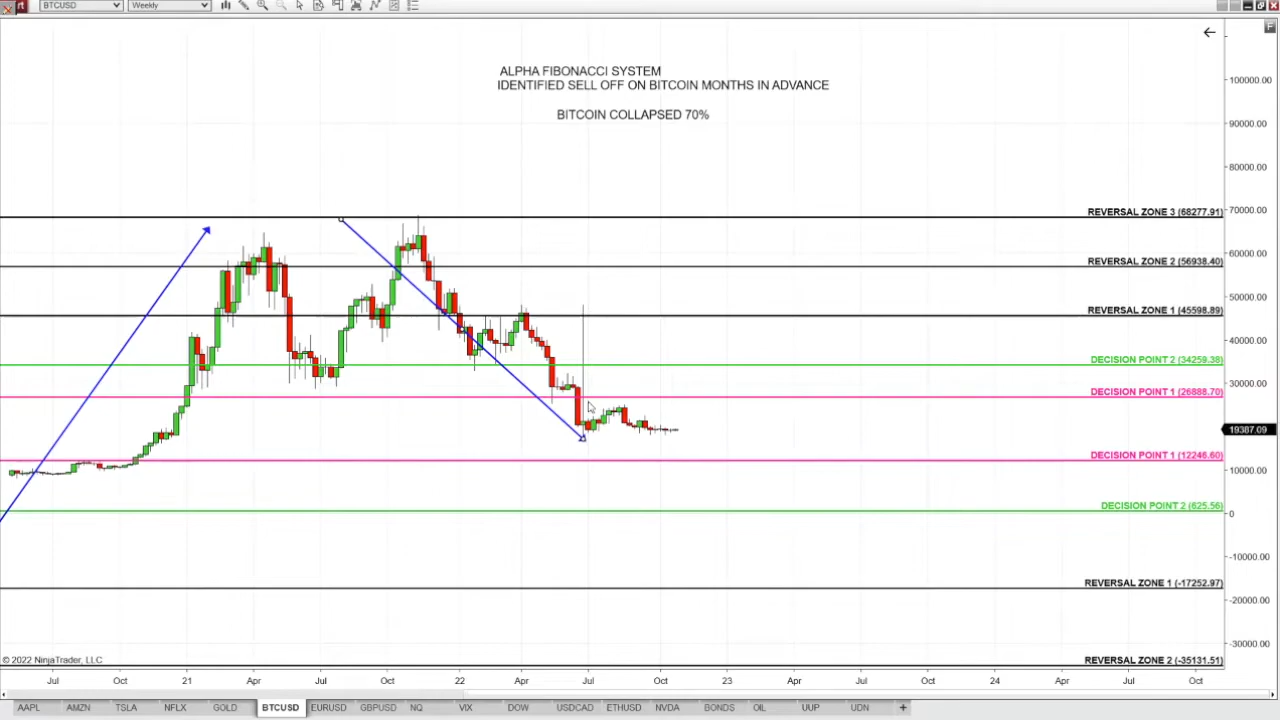 BTCUSD Weekly
F
ALPHA FIBONACCI SYSTEM
IDENTIFIED SELL OFF ON BITCOIN MONTHS IN ADVANCE
BITCOIN COLLAPSED 70%
100000.00
90000.00
80000.00
70000.00
REVERSAL ZONE 3 (68277.91)
60000.00
REVERSAL ZONE 2 (56938.40)
50000.00
REVERSAL ZONE 1 (45598.89)
40000.00
DECISION POINT 2 (34259.38)
30000.00
DECISION POINT 1 (26888.70)
19387.09
DECISION POINT 1 (12246.60)
10000.00
DECISION POINT 2 (625.56)
0
-10000.00
REVERSAL ZONE 1 (-17252.97)
-20000.00
-30000.00
© 2022 NinjaTrader, LLC
REVERSAL ZONE 2 (-35131.51)
Jul Oct 21 Apr Jul Oct 22 Apr Jul Oct 23 Apr Jul Oct 24 Apr Jul Oct
AAPL AMZN TSLA NFLX GOLD BTCUSD EURUSD GBPUSD NQ VIX DOW USDCAD ETHUSD NVDA BONDS OIL UUP UDN +